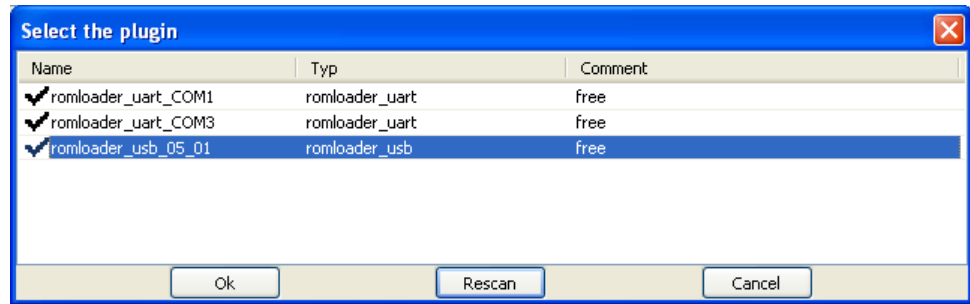 Select the plugin
Name Typ Comment
romloader_uart_COM1 romloader_uart free
romloader_uart_COM3 romloader_uart free
romloader_usb_05_01 romloader_usb free
Ok Rescan Cancel